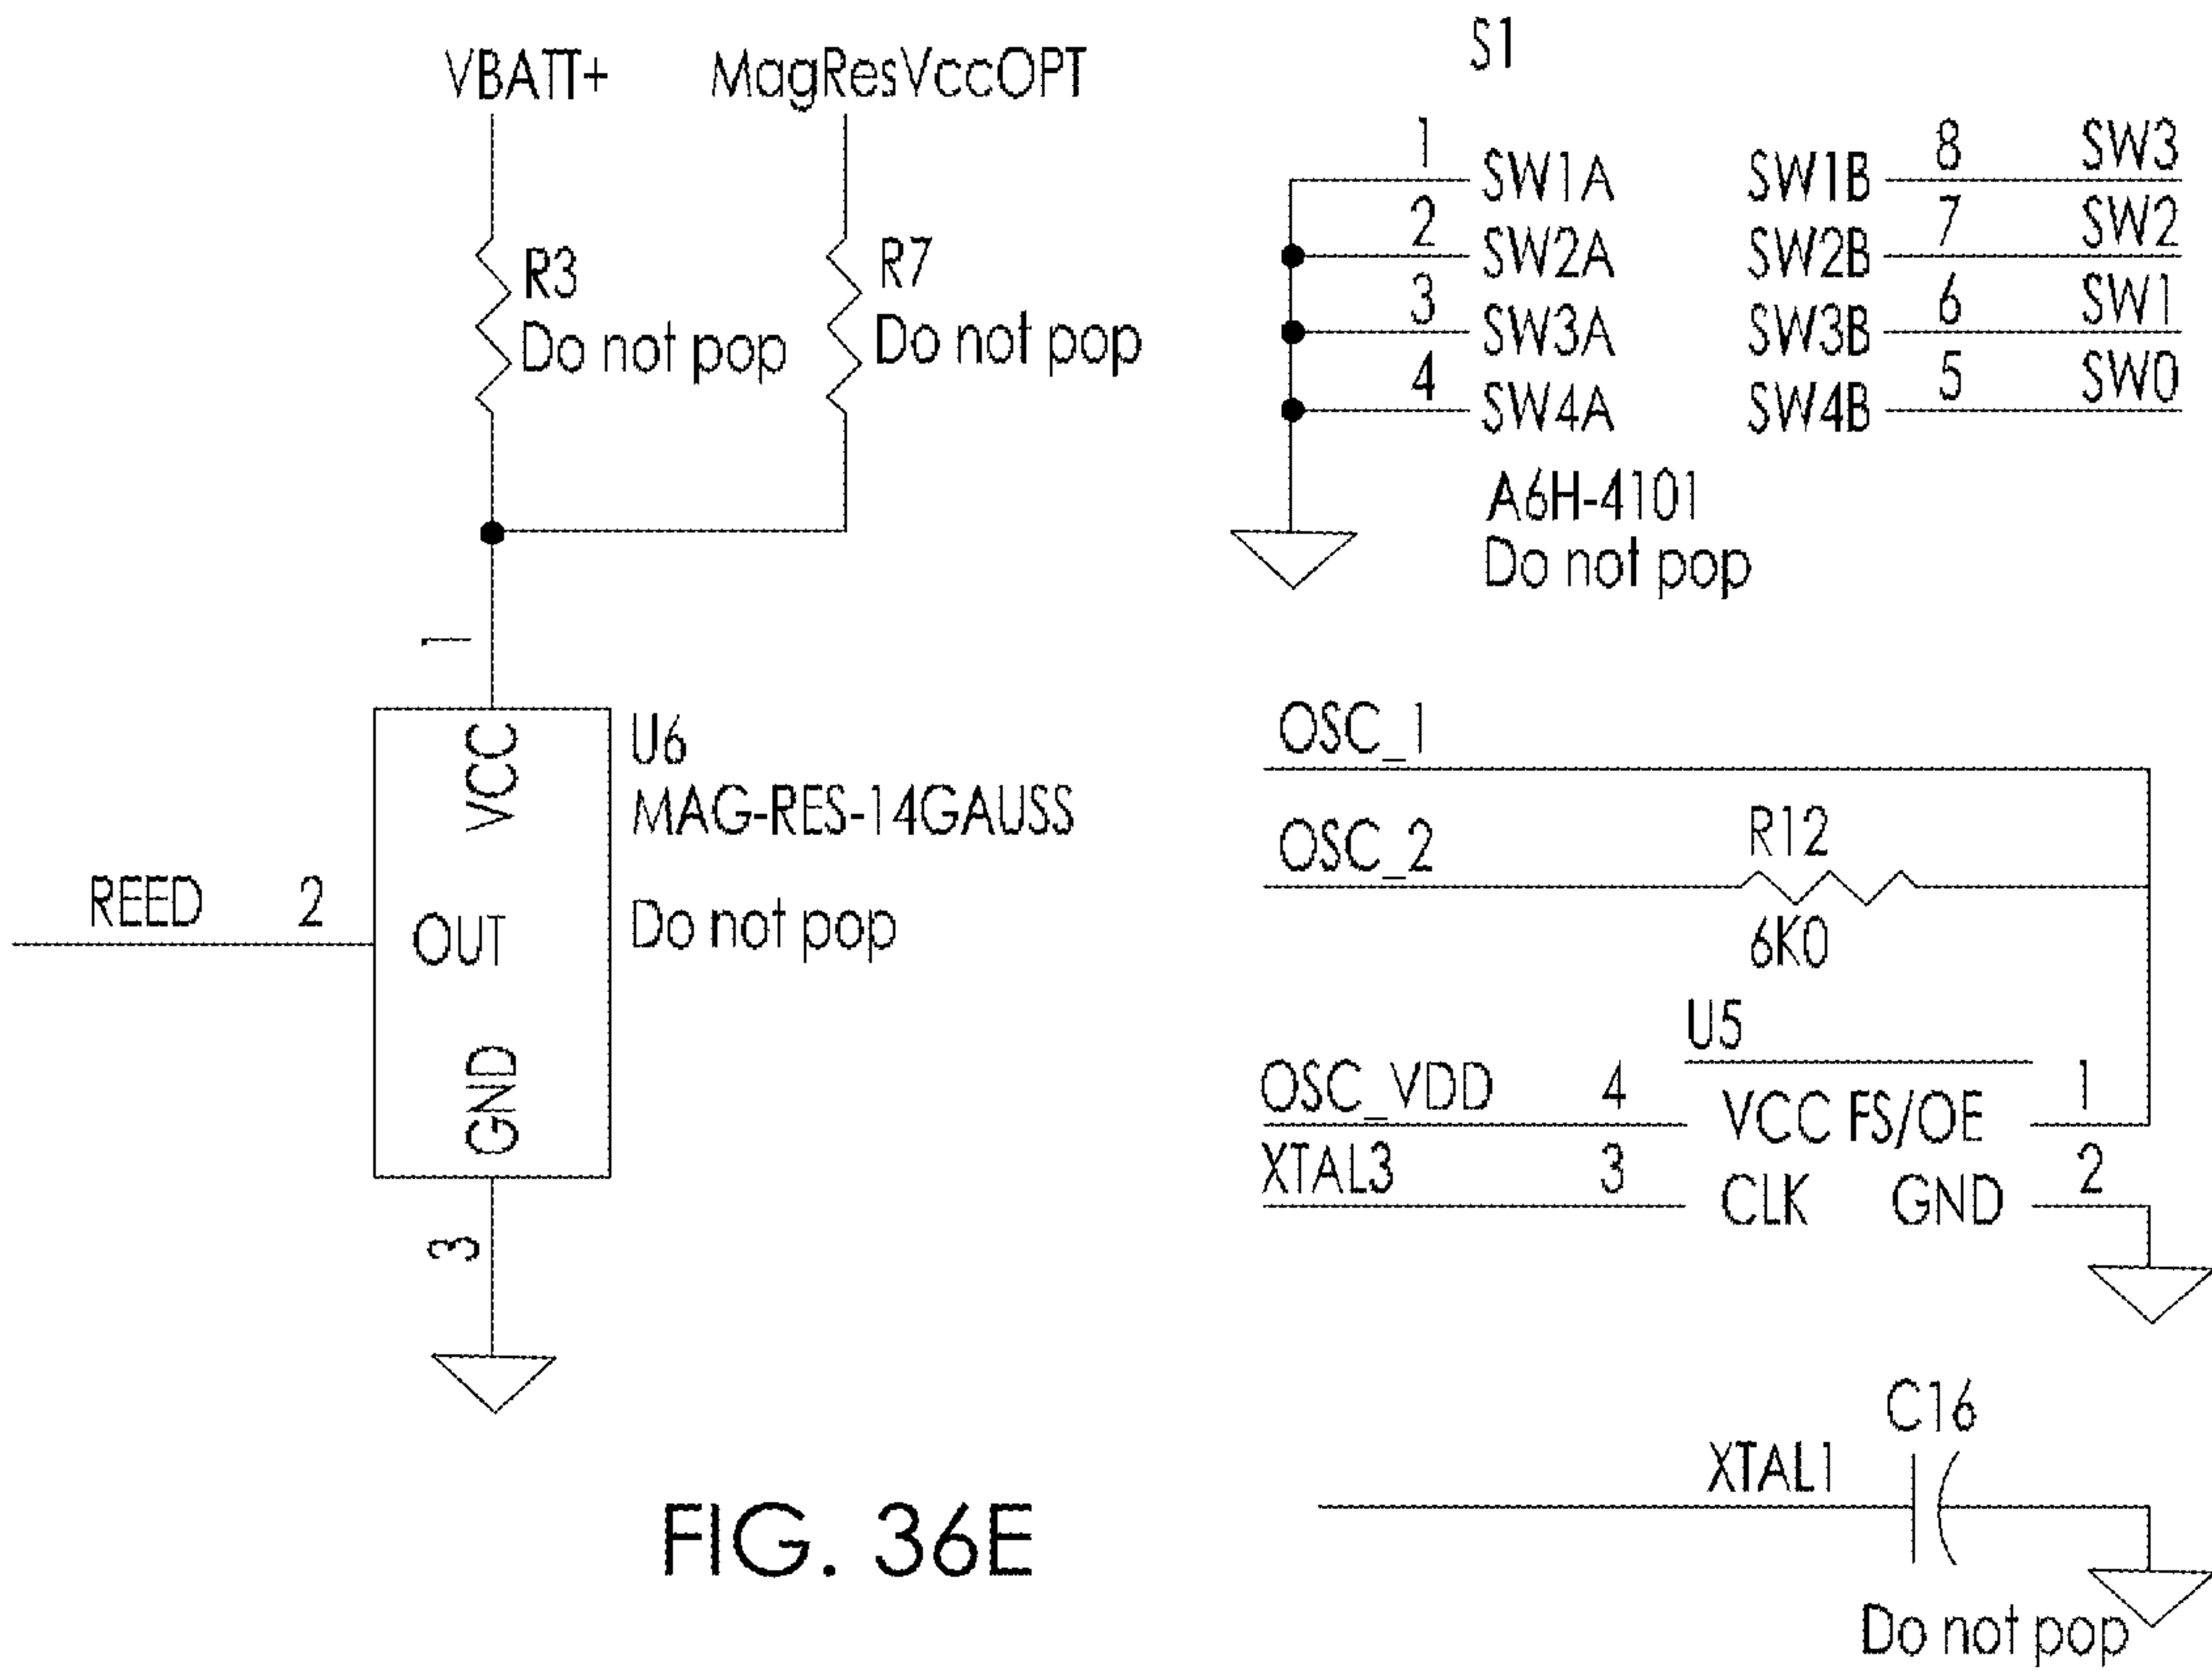 VBATT+
MagResVccOPT
R3
Do not pop
R7
Do not pop
1
VCC
U6
MAG-RES-14GAUSS
Do not pop
REED 2
OUT
GND
3
S1
1 SW1A SW1B 8 SW3
2 SW2A SW2B 7 SW2
3 SW3A SW3B 6 SW1
4 SW4A SW4B 5 SW0
A6H-4101
Do not pop
OSC_1
OSC_2
R12
6K0
U5
OSC_VDD 4 VCC FS/OE 1
XTAL3 3 CLK GND 2
C16
XTAL1
Do not pop
FIG. 36E